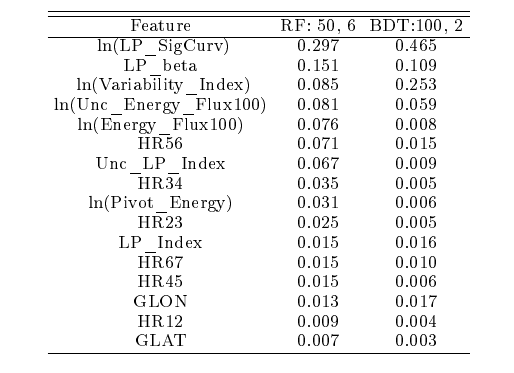 Feature RF: 50, 6 BDT:100, 2
ln(LP_SigCurv) 0.297 0.465
LP_beta 0.151 0.109
ln(Variability_Index) 0.085 0.253
ln(Unc_Energy_Flux100) 0.081 0.059
ln(Energy_Flux100) 0.076 0.008
HR56 0.071 0.015
Unc_LP_Index 0.067 0.009
HR34 0.035 0.005
ln(Pivot_Energy) 0.031 0.006
HR23 0.025 0.005
LP_Index 0.015 0.016
HR67 0.015 0.010
HR45 0.015 0.006
GLON 0.013 0.017
HR12 0.009 0.004
GLAT 0.007 0.003